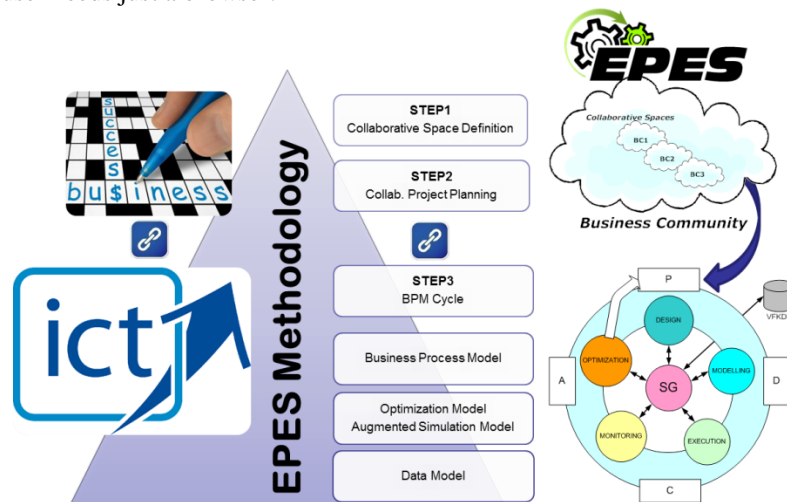 success
bu$iness
ict
EPES Methodology
STEP1
Collaborative Space Definition
STEP2
Collab. Project Planning
STEP3
BPM Cycle
Business Process Model
Optimization Model
Augmented Simulation Model
Data Model
EPES
Collaborative Spaces
BC1
BC2
BC3
Business Community
P
VFKD
DESIGN
OPTIMIZATION
MODELLING
SG
A
D
MONITORING
EXECUTION
C